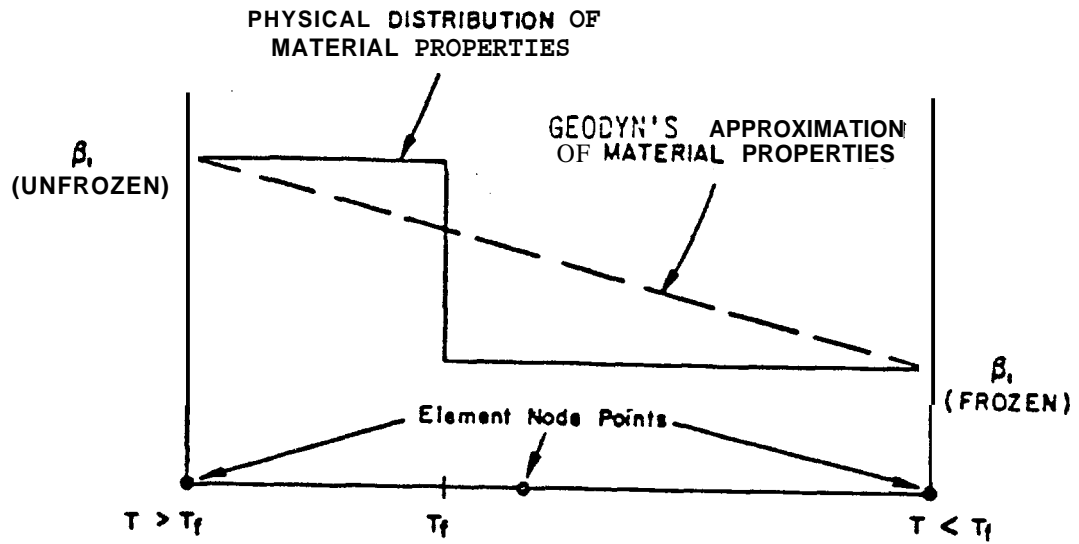 PHYSICAL DISTRIBUTION OF
MATERIAL PROPERTIES
GEODYN'S APPROXIMATION
OF MATERIAL PROPERTIES
β₁
(UNFROZEN)
β₁
(FROZEN)
Element Node Points
T > Tf
Tf
T < Tf